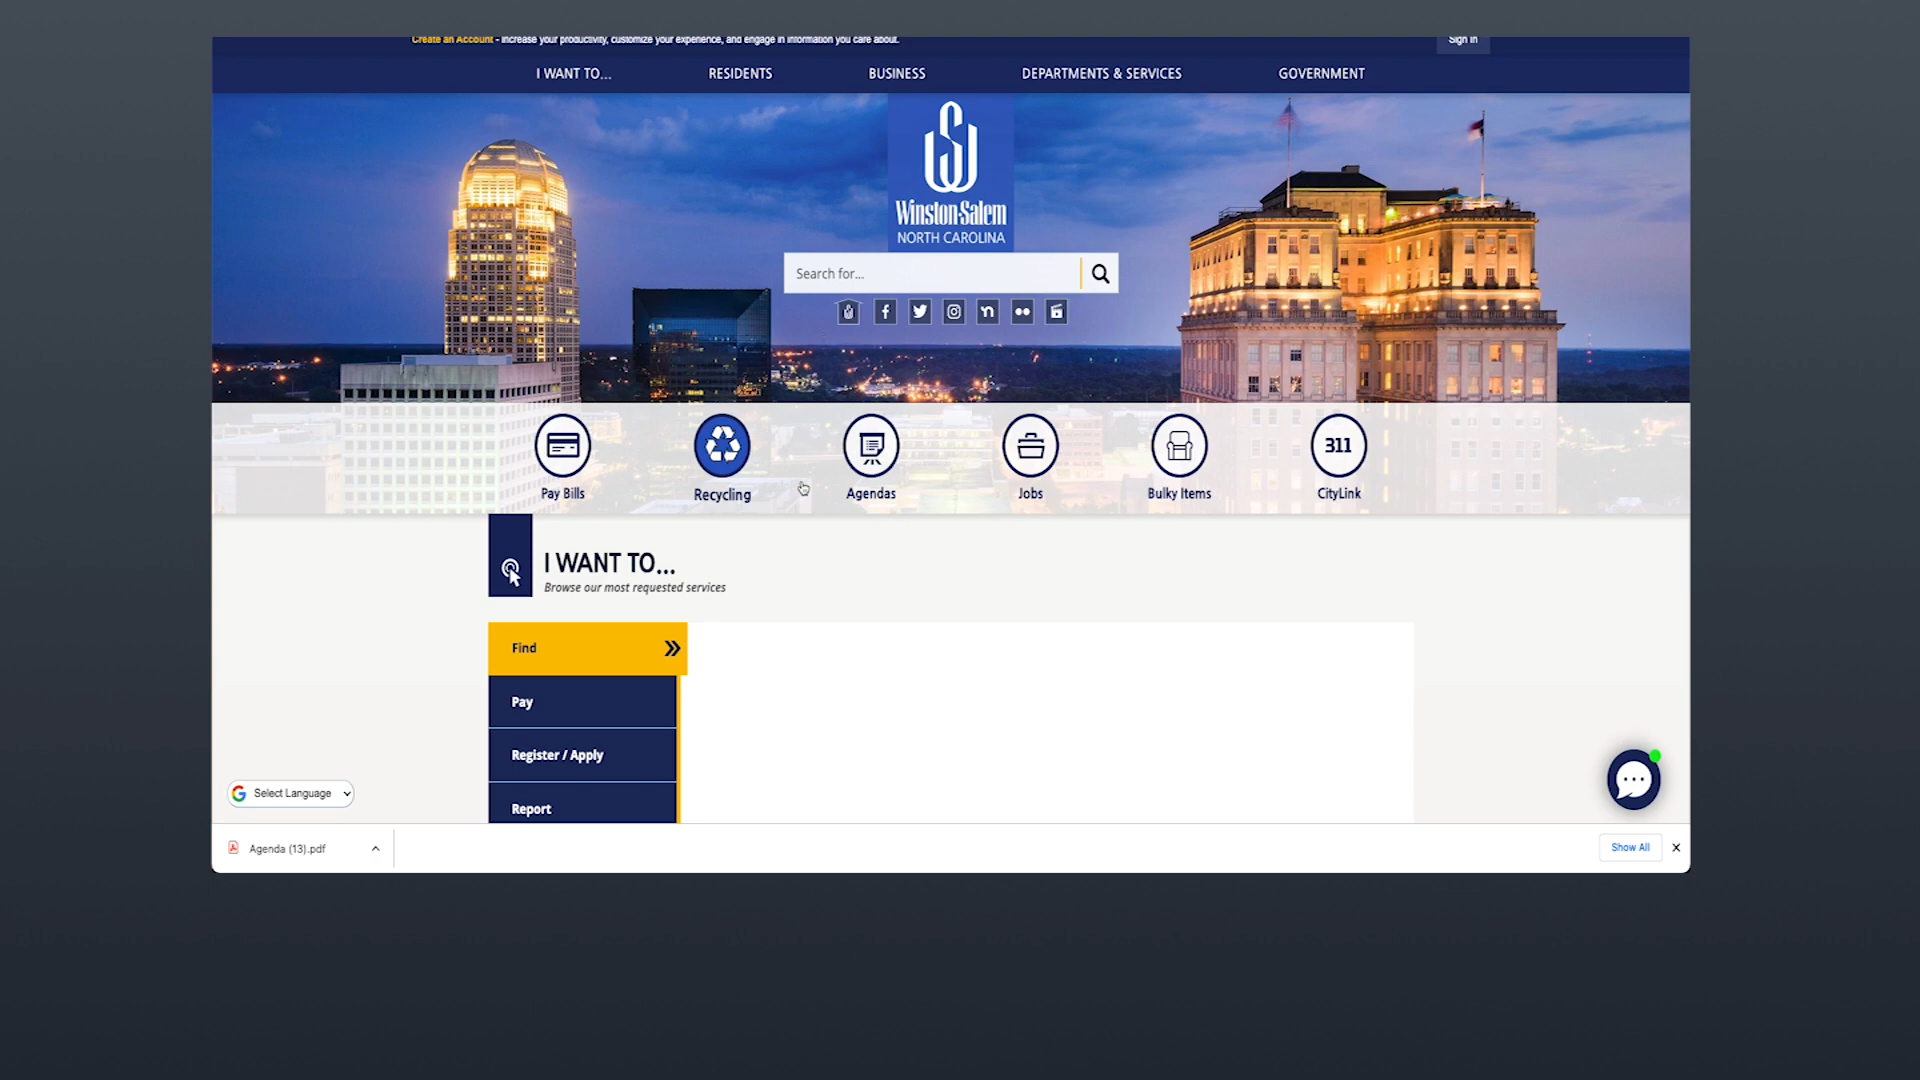 Create an Account - Increase your productivity, customize your experience, and engage in information you care about.
Sign In
I WANT TO...
RESIDENTS
BUSINESS
DEPARTMENTS & SERVICES
GOVERNMENT
Winston-Salem
NORTH CAROLINA
Search for...
311
Pay Bills
Recycling
Agendas
Jobs
Bulky Items
CityLink
I WANT TO...
Browse our most requested services
Find
Pay
Register / Apply
Report
Select Language
Agenda (13).pdf
Show All